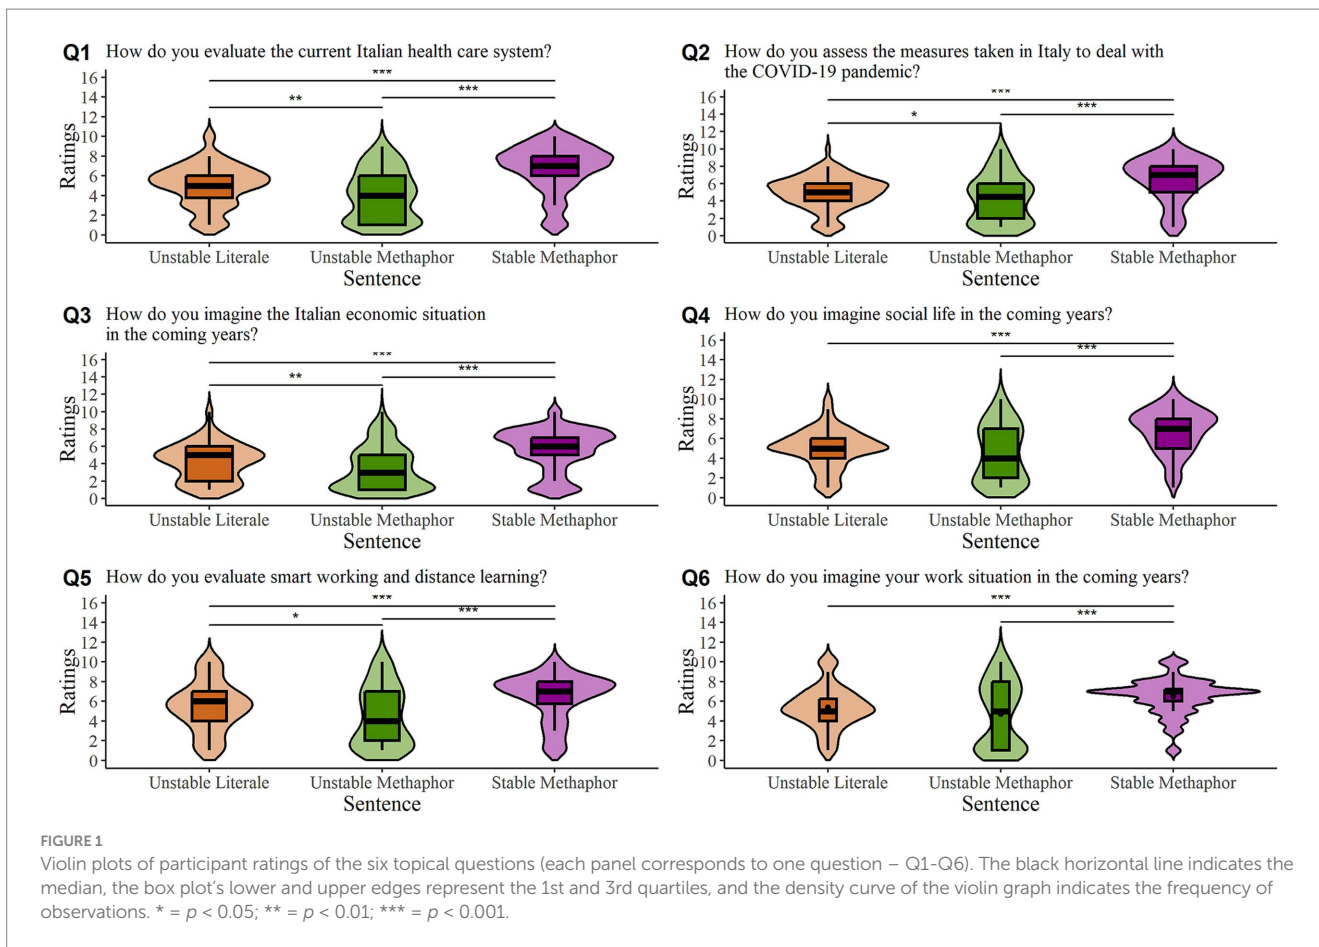 Q1 How do you evaluate the current Italian health care system?
16
14
12
10
8
6
4
2
0
Ratings
***
**
***
Unstable Literale Unstable Methaphor Stable Methaphor
Sentence
Q2 How do you assess the measures taken in Italy to deal with
the COVID-19 pandemic?
16
14
12
10
8
6
4
2
0
Ratings
***
*
***
Unstable Literale Unstable Methaphor Stable Methaphor
Sentence
Q3 How do you imagine the Italian economic situation
in the coming years?
16
14
12
10
8
6
4
2
0
Ratings
***
**
***
Unstable Literale Unstable Methaphor Stable Methaphor
Sentence
Q4 How do you imagine social life in the coming years?
16
14
12
10
8
6
4
2
0
Ratings
***
***
Unstable Literale Unstable Methaphor Stable Methaphor
Sentence
Q5 How do you evaluate smart working and distance learning?
16
14
12
10
8
6
4
2
0
Ratings
***
*
***
Unstable Literale Unstable Methaphor Stable Methaphor
Sentence
Q6 How do you imagine your work situation in the coming years?
16
14
12
10
8
6
4
2
0
Ratings
***
***
Unstable Literale Unstable Methaphor Stable Methaphor
Sentence
FIGURE 1
Violin plots of participant ratings of the six topical questions (each panel corresponds to one question – Q1-Q6). The black horizontal line indicates the
median, the box plot's lower and upper edges represent the 1st and 3rd quartiles, and the density curve of the violin graph indicates the frequency of
observations. * = p < 0.05; ** = p < 0.01; *** = p < 0.001.